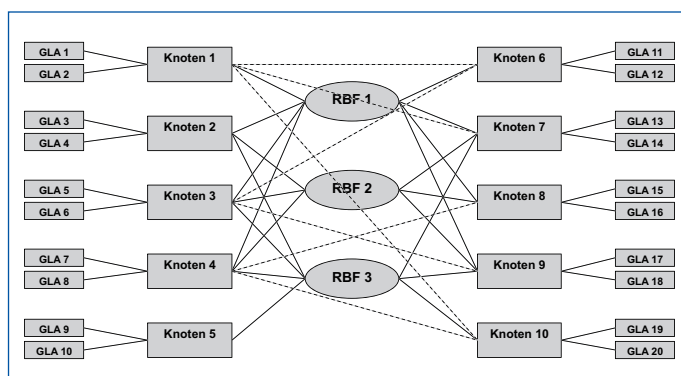 GLA 1
GLA 2
Knoten 1
GLA 3
GLA 4
Knoten 2
GLA 5
GLA 6
Knoten 3
GLA 7
GLA 8
Knoten 4
GLA 9
GLA 10
Knoten 5
RBF 1
RBF 2
RBF 3
Knoten 6
GLA 11
GLA 12
Knoten 7
GLA 13
GLA 14
Knoten 8
GLA 15
GLA 16
Knoten 9
GLA 17
GLA 18
Knoten 10
GLA 19
GLA 20